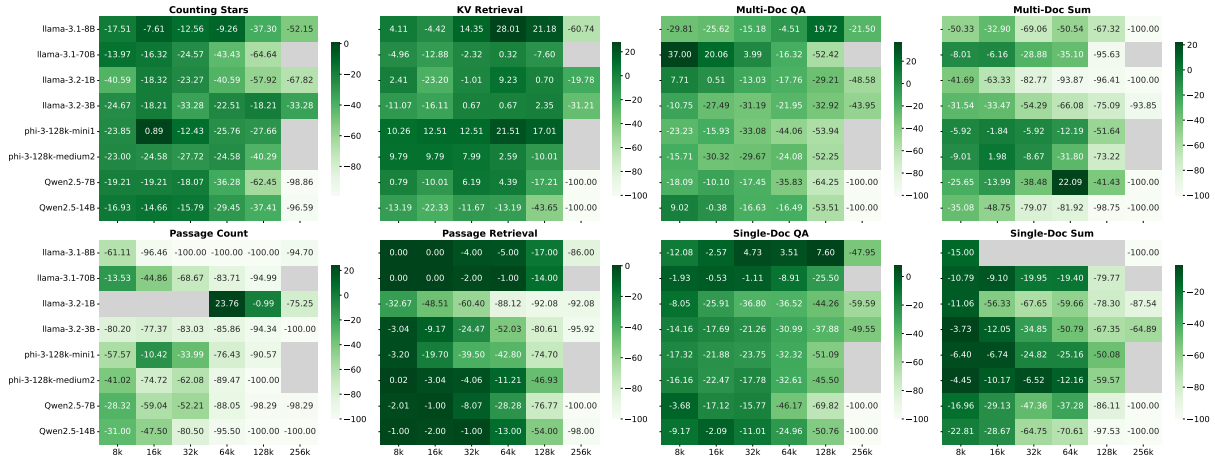 Counting Stars KV Retrieval Multi-Doc QA Multi-Doc Sum
llama-3.1-8B -17.51 -7.61 -12.56 -9.26 -37.30 -52.15 4.11 -4.42 14.35 28.01 21.18 -60.74 -29.81 -25.62 -15.18 -4.51 19.72 -21.50 -50.33 -32.90 -69.06 -50.54 -67.32 -100.00
llama-3.1-70B -13.97 -16.32 -24.57 -43.43 -64.64 -4.96 -12.88 -2.32 0.32 0.60 37.00 20.06 3.99 -16.32 -52.42 -8.01 -6.16 -28.88 -35.10 -95.63
llama-3.2-1B -40.59 -18.32 -23.27 -41.09 -57.92 -67.82 2.41 -23.20 -1.01 9.23 0.70 -19.78 7.71 0.51 -13.03 -17.76 -29.21 -48.58 -41.69 -63.33 -82.77 -93.87 -96.41 -100.00
llama-3.2-3B -24.67 -18.21 -33.28 -22.51 -18.21 -33.28 -11.07 -16.11 0.67 0.67 2.35 -31.21 -10.75 -27.49 -31.19 -21.95 -32.92 -43.95 -31.54 -33.47 -54.29 -66.08 -75.09 -93.85
phi-3-128k-mini1 -23.85 0.89 -12.43 -25.76 -27.66 10.26 12.51 12.51 21.51 17.01 -23.23 -15.93 -33.08 -44.06 -53.94 -5.92 -1.84 -5.92 -12.19 -51.64
phi-3-128k-medium2 -23.00 -24.58 -27.72 -24.58 -40.29 9.79 9.79 7.99 2.59 -10.01 -15.71 -30.32 -29.67 -24.08 -52.25 -9.01 1.98 -8.67 -31.80 -73.22
Qwen2.5-7B -19.21 -19.21 -18.07 -36.28 -62.45 -98.86 0.79 -10.01 6.19 4.39 -17.21 -100.00 -18.09 -10.10 -17.45 -35.83 -64.25 -100.00 -25.65 -13.99 -38.48 22.09 -41.43 -100.00
Qwen2.5-14B -16.93 -14.66 -15.79 -29.45 -37.41 -96.59 -13.19 -22.33 -11.67 -13.19 -43.65 -100.00 9.02 -0.38 -16.63 -16.49 -53.51 -100.00 -35.08 -48.75 -79.07 -81.92 -98.75 -100.00
0 −20 −40 −60 −80
20 0 −20 −40 −60 −80 −100
20 0 −20 −40 −60 −80 −100
20 0 −20 −40 −60 −80 −100
Passage Count Passage Retrieval Single-Doc QA Single-Doc Sum
llama-3.1-8B -61.11 -96.46 -100.00 -100.00 -100.00 -94.70 0.00 0.00 -4.00 -5.00 -17.00 -86.00 -12.08 -2.57 4.73 3.51 7.60 -47.95 -15.00 -100.00
llama-3.1-70B -13.53 -44.86 -68.67 -83.71 -94.99 0.00 0.00 -2.00 -1.00 -14.00 -1.93 -0.53 -1.11 -8.91 -25.50 -10.79 -9.10 -19.95 -19.40 -79.77
llama-3.2-1B 23.76 -0.99 -75.25 -32.67 -48.51 -60.40 -88.12 -92.08 -92.08 -8.05 -25.91 -36.80 -36.52 -44.26 -59.59 -11.06 -56.33 -67.65 -59.66 -78.30 -87.54
llama-3.2-3B -80.20 -77.37 -83.03 -85.86 -94.34 -100.00 -3.04 -9.17 -24.47 -52.03 -80.61 -95.92 -14.16 -17.69 -21.26 -30.99 -37.88 -49.55 -3.73 -12.05 -34.85 -50.79 -67.35 -64.89
phi-3-128k-mini1 -57.57 -10.42 -33.99 -76.43 -90.57 -3.20 -19.70 -39.50 -42.80 -74.70 -17.32 -21.88 -23.75 -32.32 -51.09 -6.40 -6.74 -24.82 -25.16 -50.08
phi-3-128k-medium2 -41.02 -74.72 -62.08 -89.47 -100.00 0.02 -3.04 -4.06 -11.21 -46.93 -16.16 -22.47 -17.78 -32.61 -45.50 -4.45 -10.17 -6.52 -12.16 -59.57
Qwen2.5-7B -28.32 -59.04 -52.21 -88.05 -98.29 -98.29 -2.01 -1.00 -8.07 -28.28 -76.77 -100.00 -3.68 -17.12 -15.77 -46.17 -69.82 -100.00 -16.96 -29.13 -47.36 -37.28 -86.11 -100.00
Qwen2.5-14B -31.00 -47.50 -80.50 -95.50 -100.00 -100.00 -1.00 -2.00 -1.00 -13.00 -54.00 -98.00 -9.17 -2.09 -11.01 -24.96 -50.76 -100.00 -22.81 -28.67 -64.75 -70.61 -97.53 -100.00
20 0 −20 −40 −60 −80 −100
0 −20 −40 −60 −80 −100
0 −20 −40 −60 −80 −100
−20 −40 −60 −80 −100
8k 16k 32k 64k 128k 256k 8k 16k 32k 64k 128k 256k 8k 16k 32k 64k 128k 256k 8k 16k 32k 64k 128k 256k